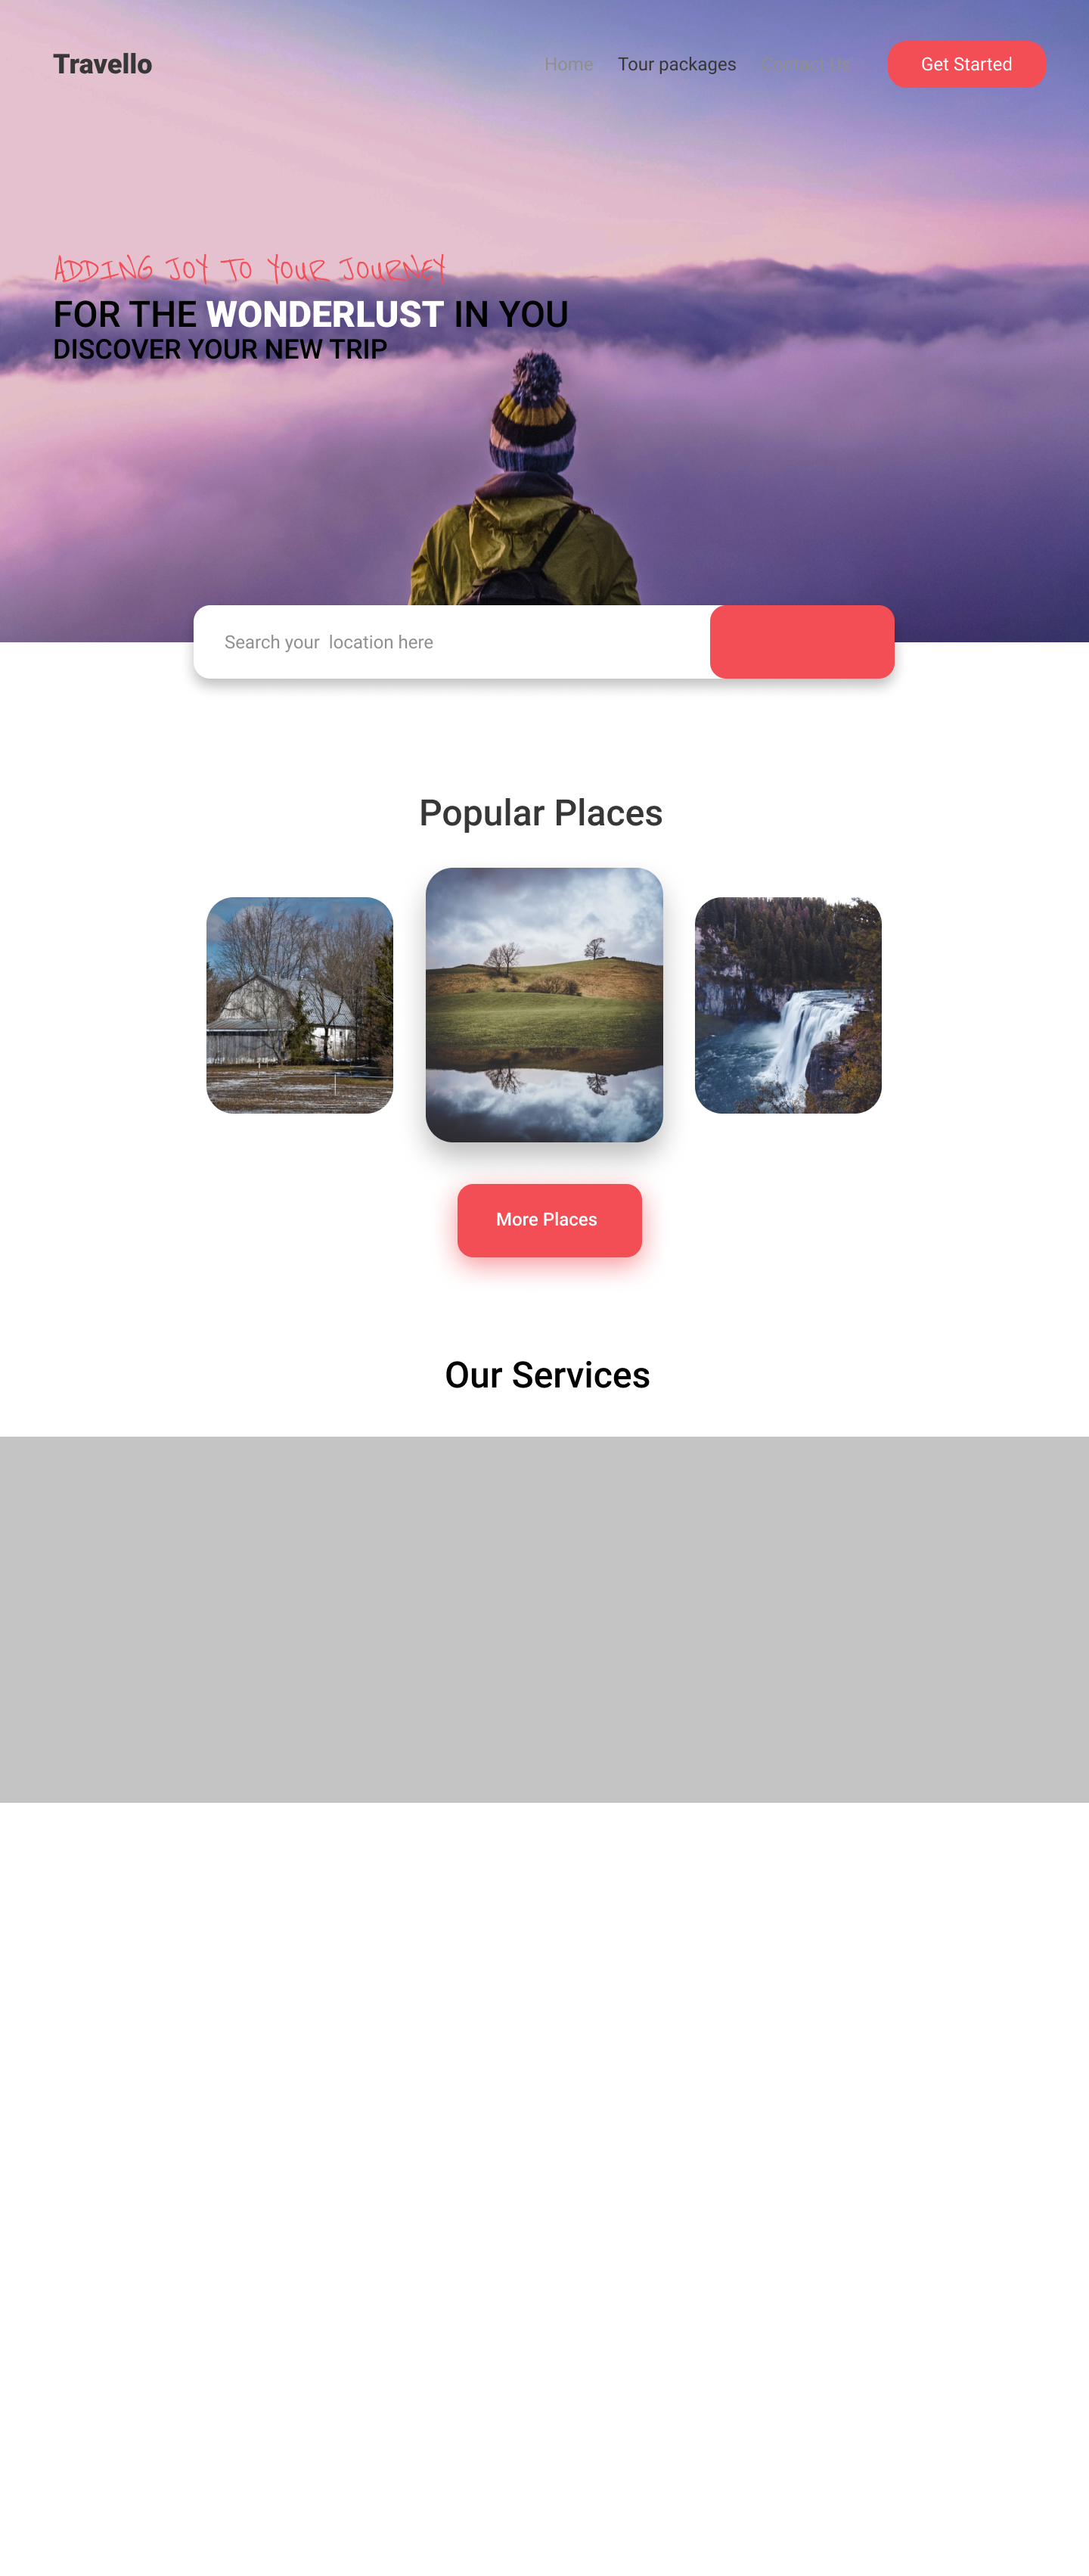 Travello
Home Tour packages Contact Us
Get Started
ADDING JOY TO YOUR JOURNEY
FOR THE WONDERLUST IN YOU
DISCOVER YOUR NEW TRIP
Search your  location here
Popular Places
More Places
Our Services